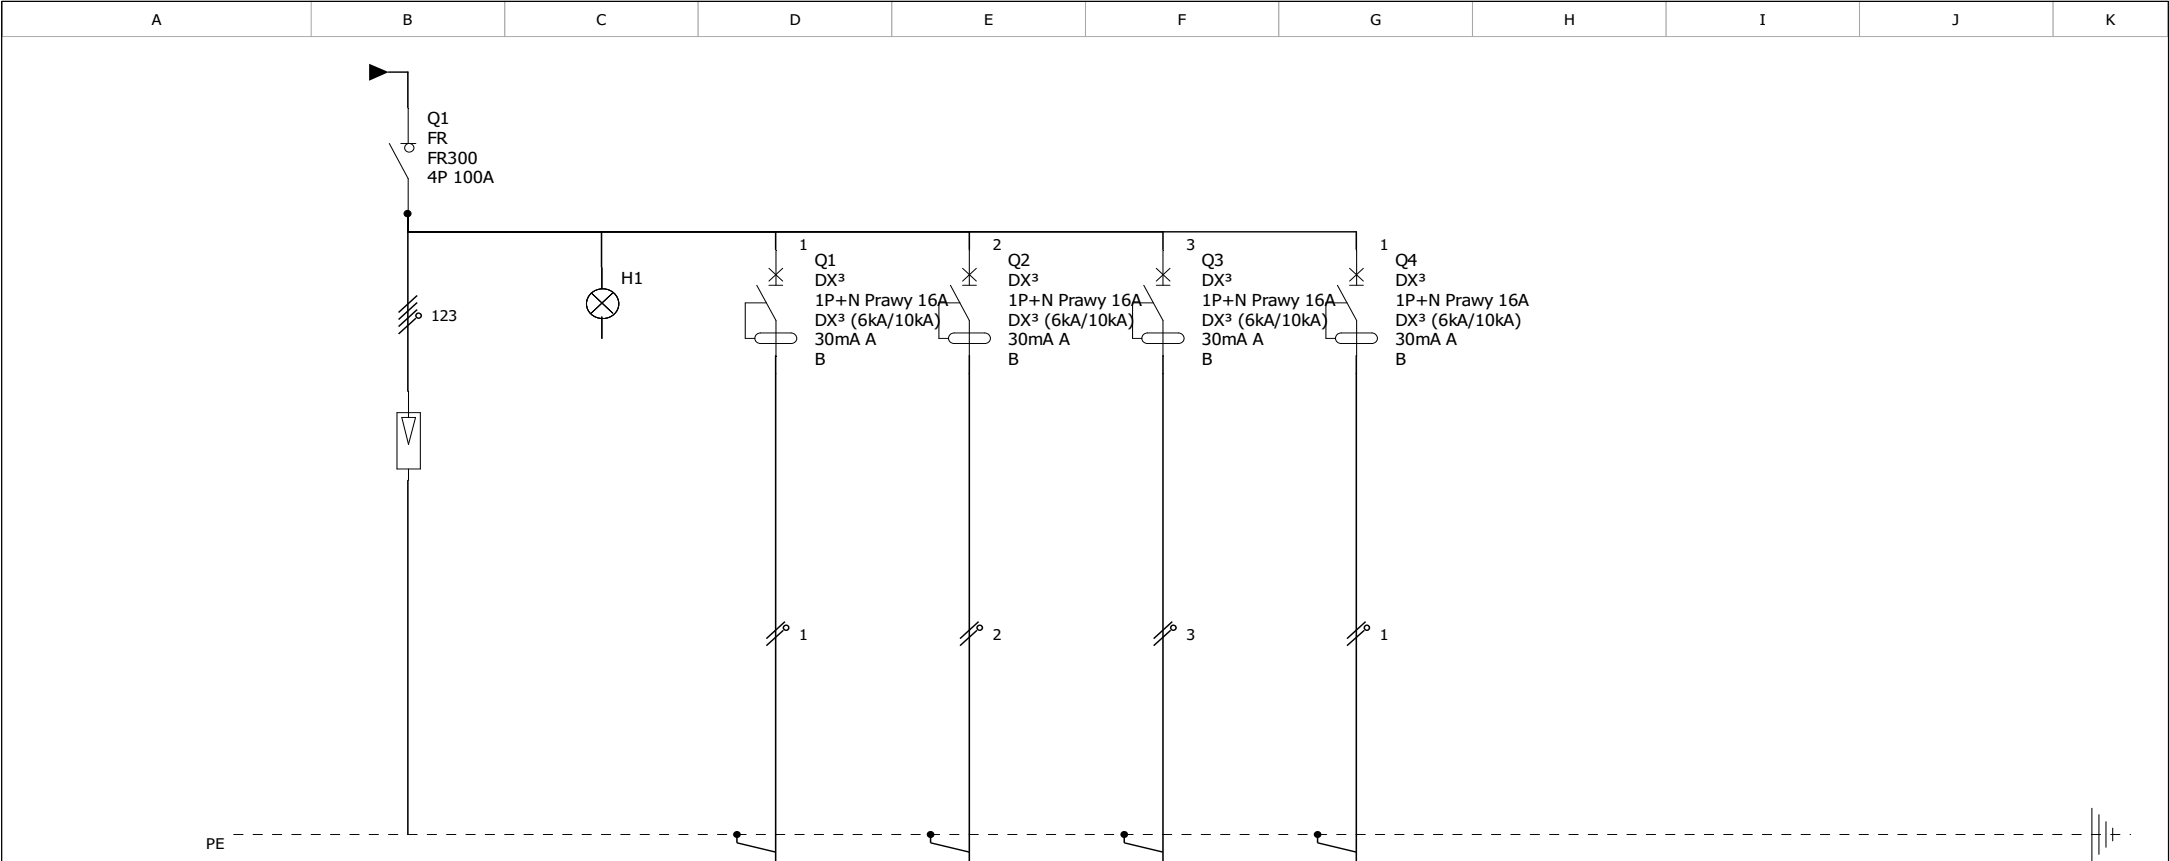 A B C D E F G H I J K
Q1
FR
FR300
4P 100A
1
Q1
DX³
1P+N Prawy 16A
DX³ (6kA/10kA)
30mA A
B
2
Q2
DX³
1P+N Prawy 16A
DX³ (6kA/10kA)
30mA A
B
3
Q3
DX³
1P+N Prawy 16A
DX³ (6kA/10kA)
30mA A
B
1
Q4
DX³
1P+N Prawy 16A
DX³ (6kA/10kA)
30mA A
B
H1
123
1
2
3
1
PE